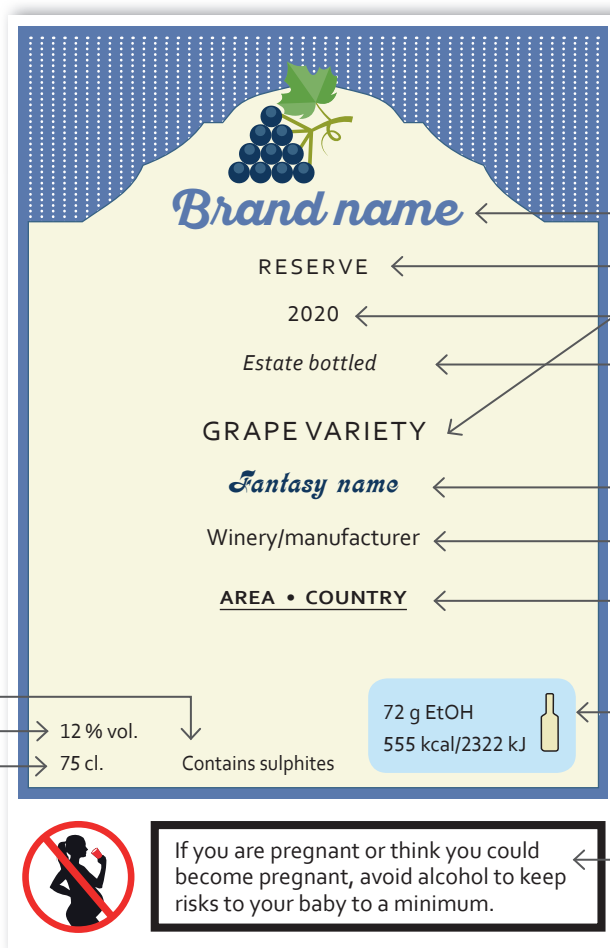 Brand name
RESERVE
2020
Estate bottled
GRAPE VARIETY
Fantasy name
Winery/manufacturer
AREA • COUNTRY
12 % vol.
75 cl.
Contains sulphites
72 g EtOH
555 kcal/2322 kJ
If you are pregnant or think you could
become pregnant, avoid alcohol to keep
risks to your baby to a minimum.